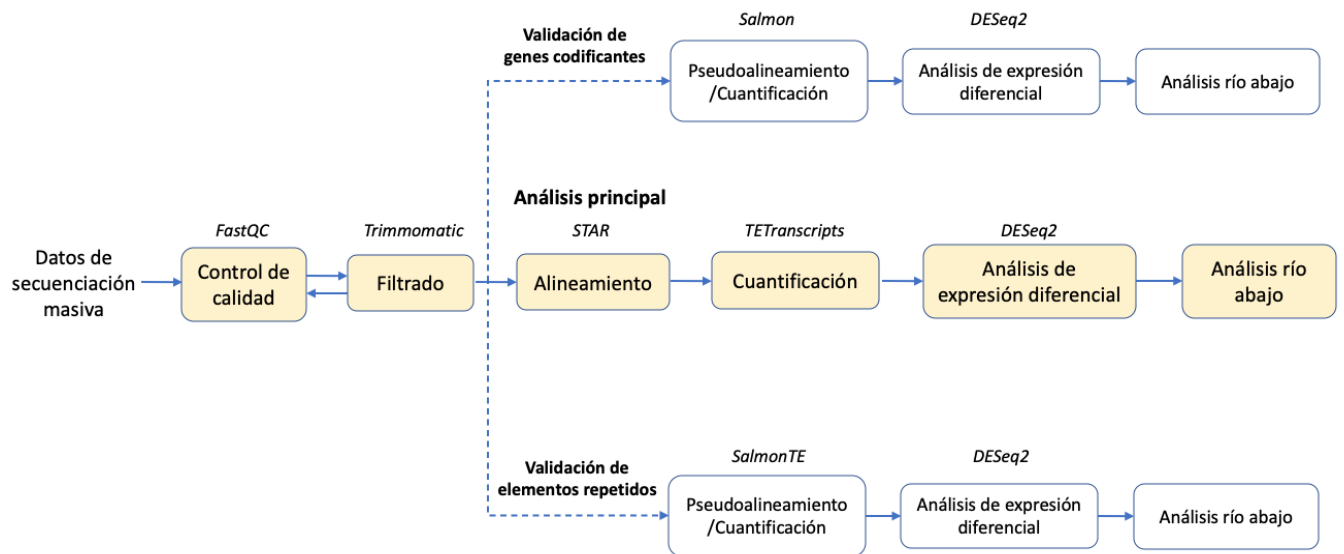 Salmon
DESeq2
Validación de
genes codificantes
Pseudoalineamiento
/Cuantificación
Análisis de expresión
diferencial
Análisis río abajo
Análisis principal
FastQC
Trimmomatic
STAR
TETranscripts
DESeq2
Datos de
secuenciación
masiva
Control de
calidad
Filtrado
Alineamiento
Cuantificación
Análisis de
expresión diferencial
Análisis río
abajo
SalmonTE
DESeq2
Validación de
elementos repetidos
Pseudoalineamiento
/Cuantificación
Análisis de expresión
diferencial
Análisis río abajo